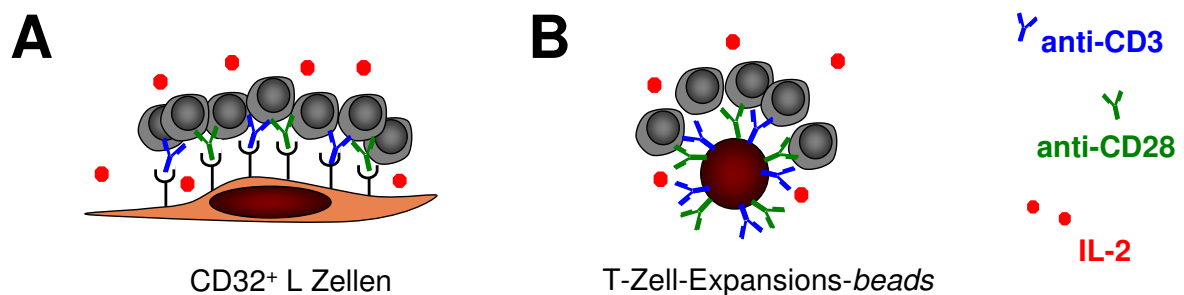 A
B
anti-CD3
anti-CD28
IL-2
CD32⁺ L Zellen
T-Zell-Expansions-beads